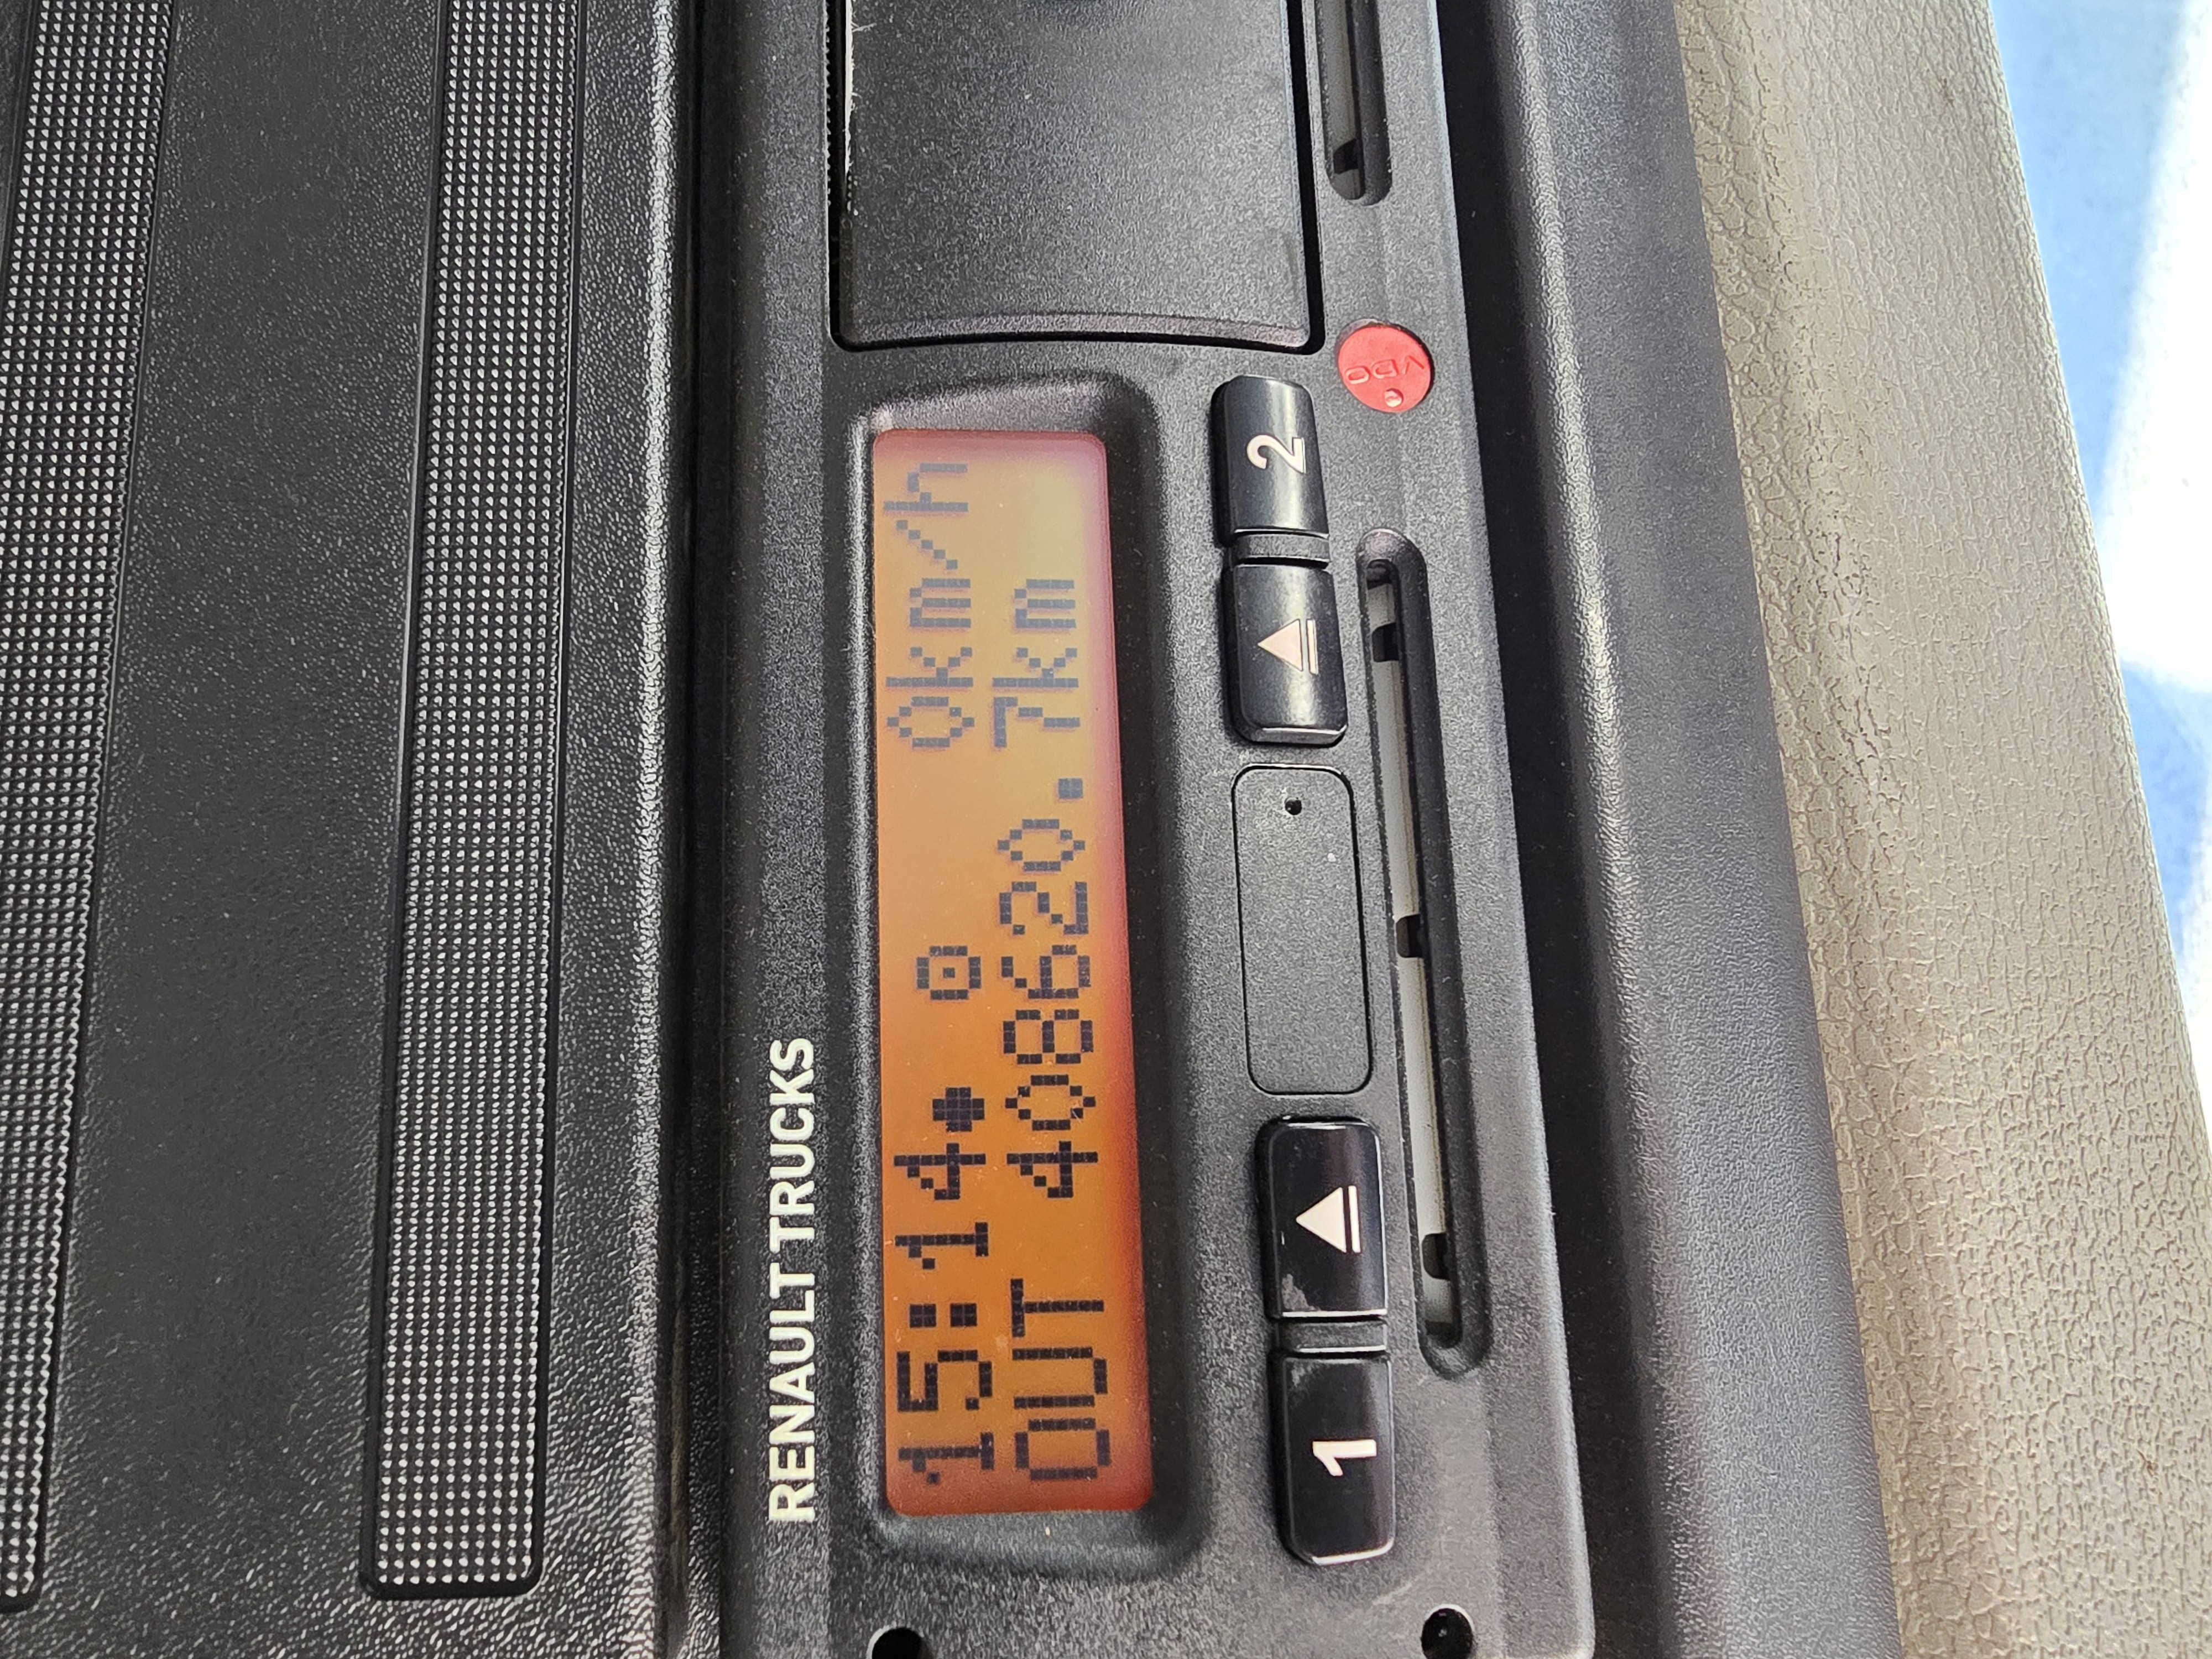 RENAULT TRUCKS
15:14 0km/h
OUT 408620.7km
1 2
VDO